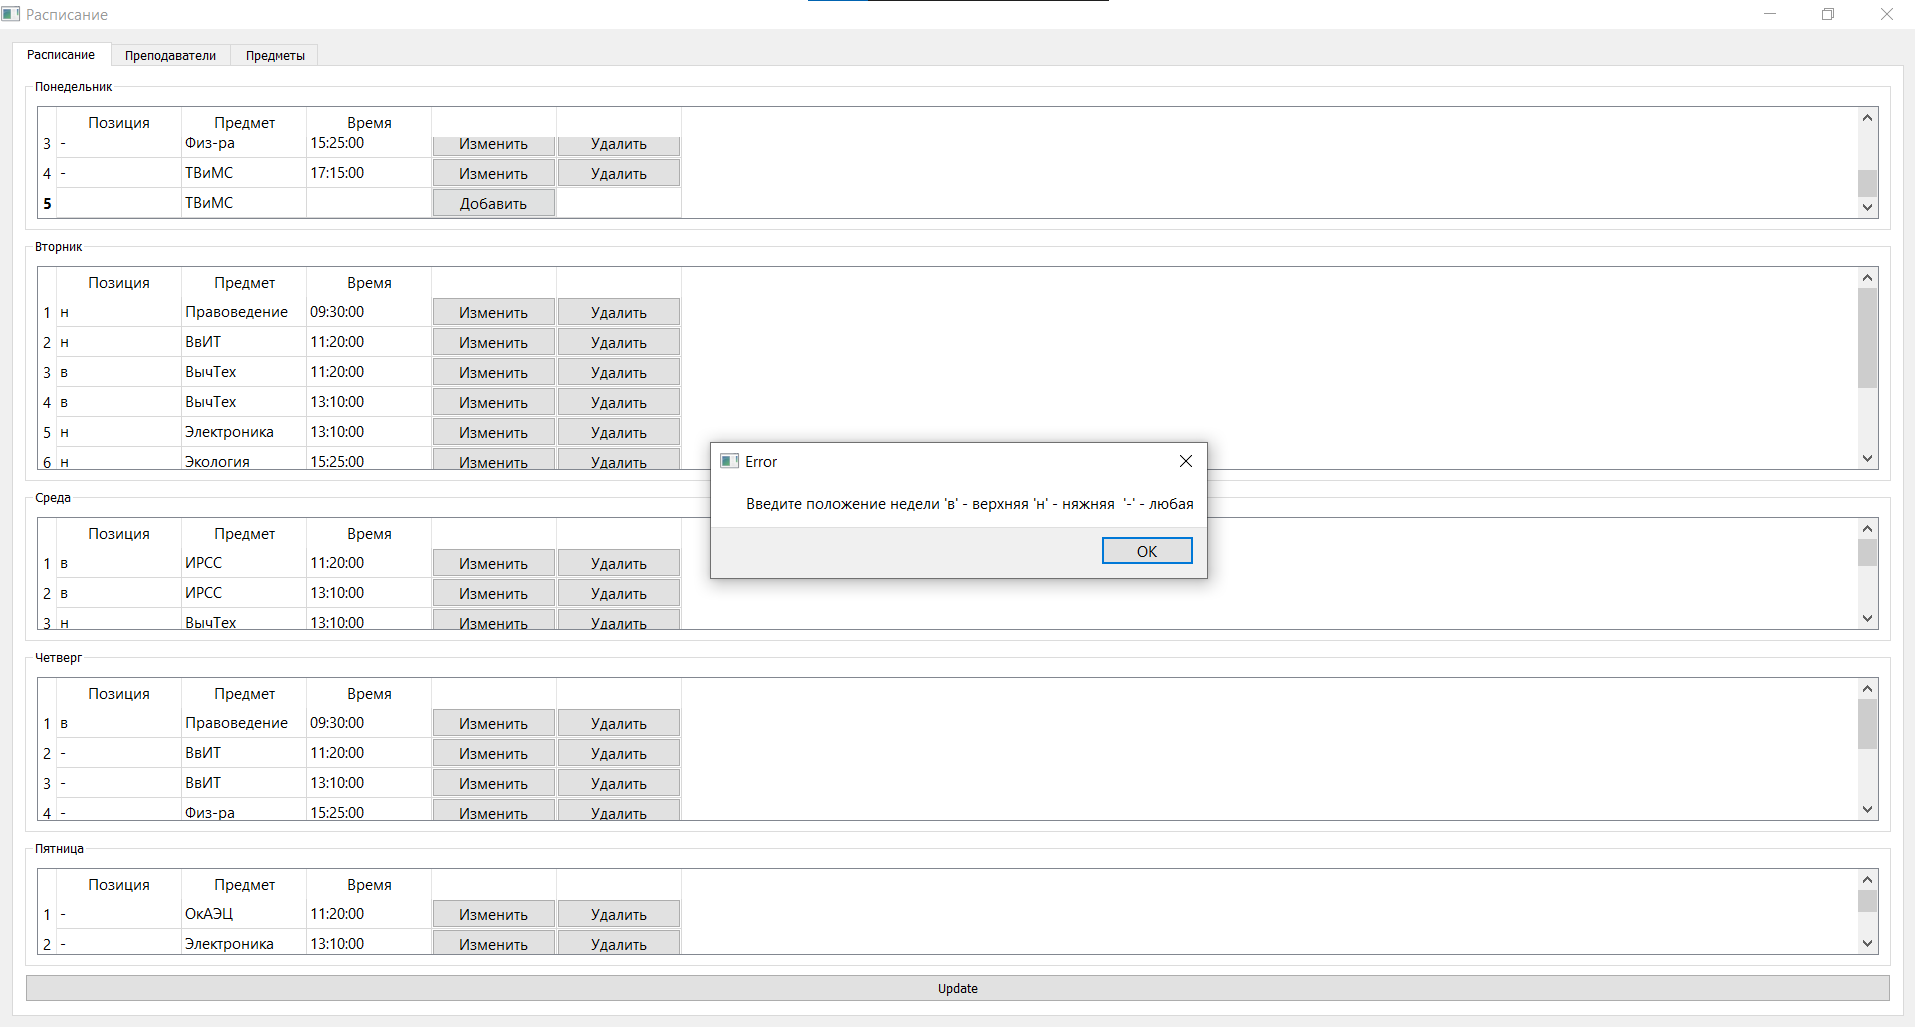 Расписание
Расписание Преподаватели Предметы
Понедельник
Позиция Предмет Время
3 - Физ-ра 15:25:00 Изменить Удалить
4 - ТВиМС 17:15:00 Изменить Удалить
5 ТВиМС Добавить
Вторник
Позиция Предмет Время
1 н Правоведение 09:30:00 Изменить Удалить
2 н ВвИТ 11:20:00 Изменить Удалить
3 в ВычТех 11:20:00 Изменить Удалить
4 в ВычТех 13:10:00 Изменить Удалить
5 н Электроника 13:10:00 Изменить Удалить
6 н Экология 15:25:00 Изменить Удалить
Error
Введите положение недели 'в' - верхняя 'н' - няжняя '-' - любая
OK
Среда
Позиция Предмет Время
1 в ИРСС 11:20:00 Изменить Удалить
2 в ИРСС 13:10:00 Изменить Удалить
3 н ВычТех 13:10:00 Изменить Удалить
Четверг
Позиция Предмет Время
1 в Правоведение 09:30:00 Изменить Удалить
2 - ВвИТ 11:20:00 Изменить Удалить
3 - ВвИТ 13:10:00 Изменить Удалить
4 - Физ-ра 15:25:00 Изменить Удалить
Пятница
Позиция Предмет Время
1 - ОкАЭЦ 11:20:00 Изменить Удалить
2 - Электроника 13:10:00 Изменить Удалить
Update